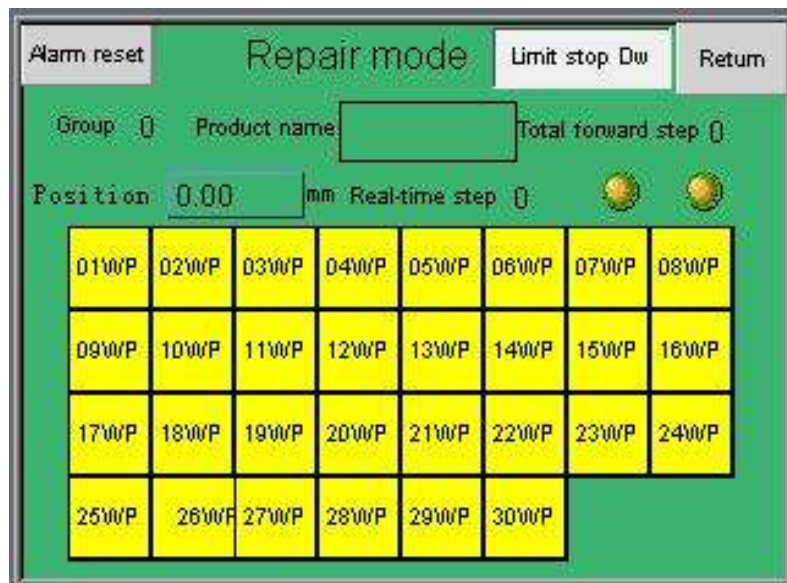 Alarm reset Repair mode Limit stop Dw Return
Group 0 Product name Total forward step 0
Position 0.00 mm Real-time step 0
01WP 02WP 03WP 04WP 05WP 06WP 07WP 08WP
09WP 10WP 11WP 12WP 13WP 14WP 15WP 16WP
17WP 18WP 19WP 20WP 21WP 22WP 23WP 24WP
25WP 26WP 27WP 28WP 29WP 30WP